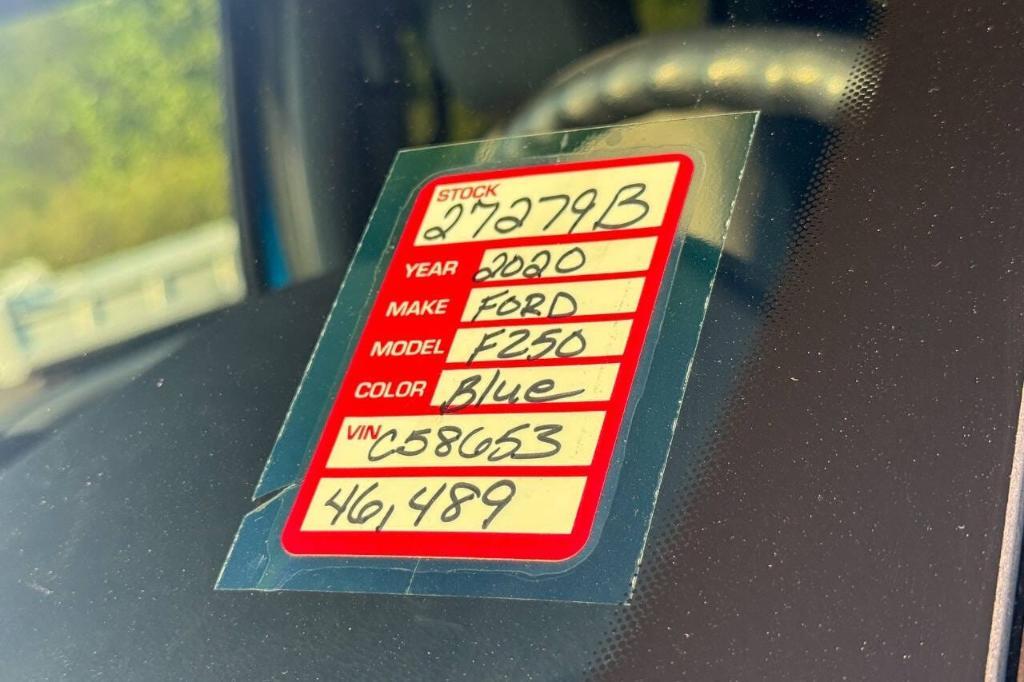 STOCK
27279B
YEAR 2020
MAKE FORD
MODEL F250
COLOR Blue
VIN C58653
46,489